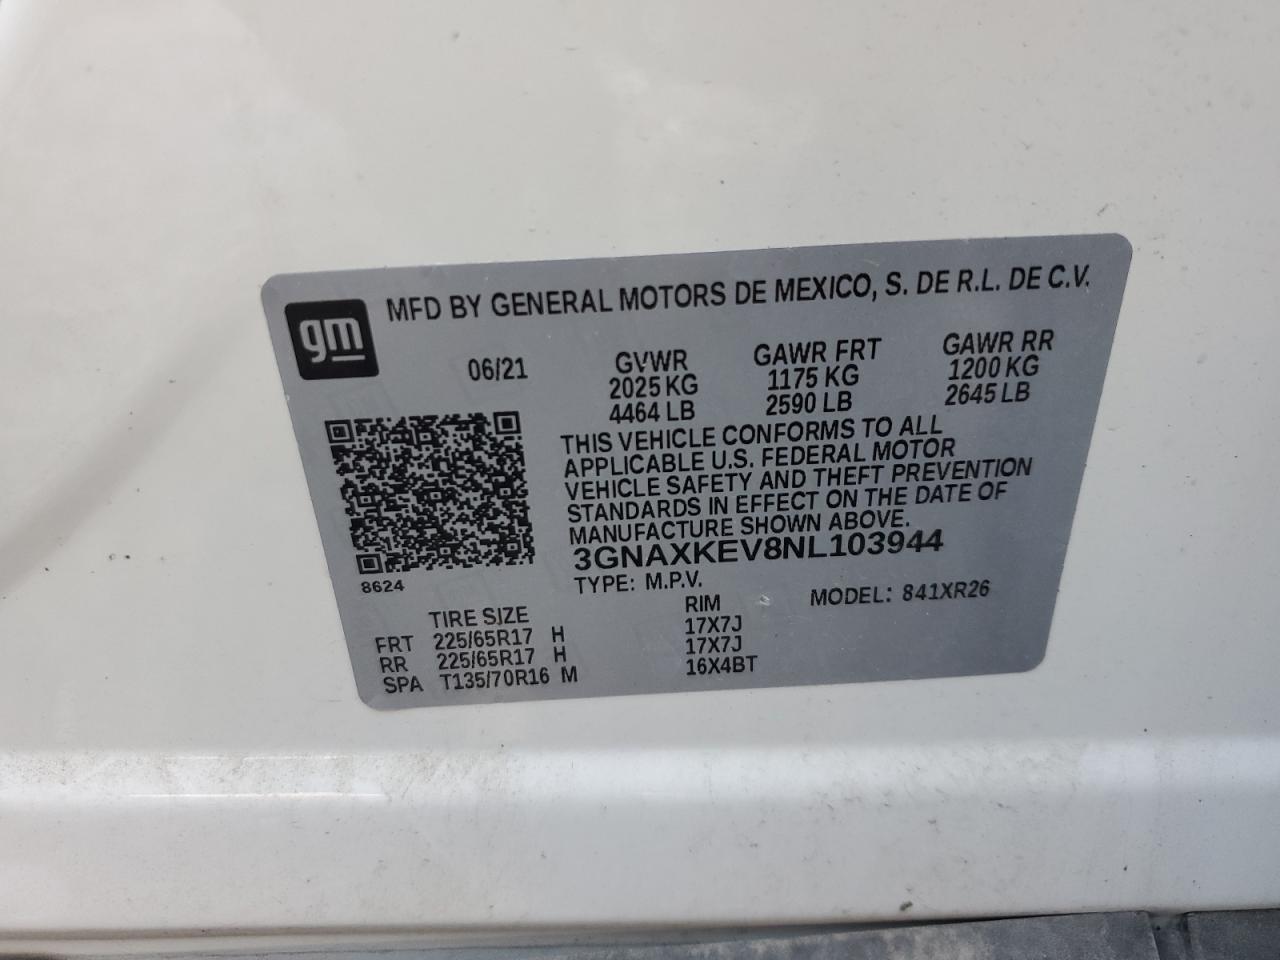 gm MFD BY GENERAL MOTORS DE MEXICO, S. DE R.L. DE C.V.
06/21 GVWR GAWR FRT GAWR RR
2025 KG 1175 KG 1200 KG
4464 LB 2590 LB 2645 LB
THIS VEHICLE CONFORMS TO ALL
APPLICABLE U.S. FEDERAL MOTOR
VEHICLE SAFETY AND THEFT PREVENTION
STANDARDS IN EFFECT ON THE DATE OF
MANUFACTURE SHOWN ABOVE.
3GNAXKEV8NL103944
8624 TYPE: M.P.V. MODEL: 841XR26
TIRE SIZE RIM
FRT 225/65R17 H 17X7J
RR 225/65R17 H 17X7J
SPA T135/70R16 M 16X4BT